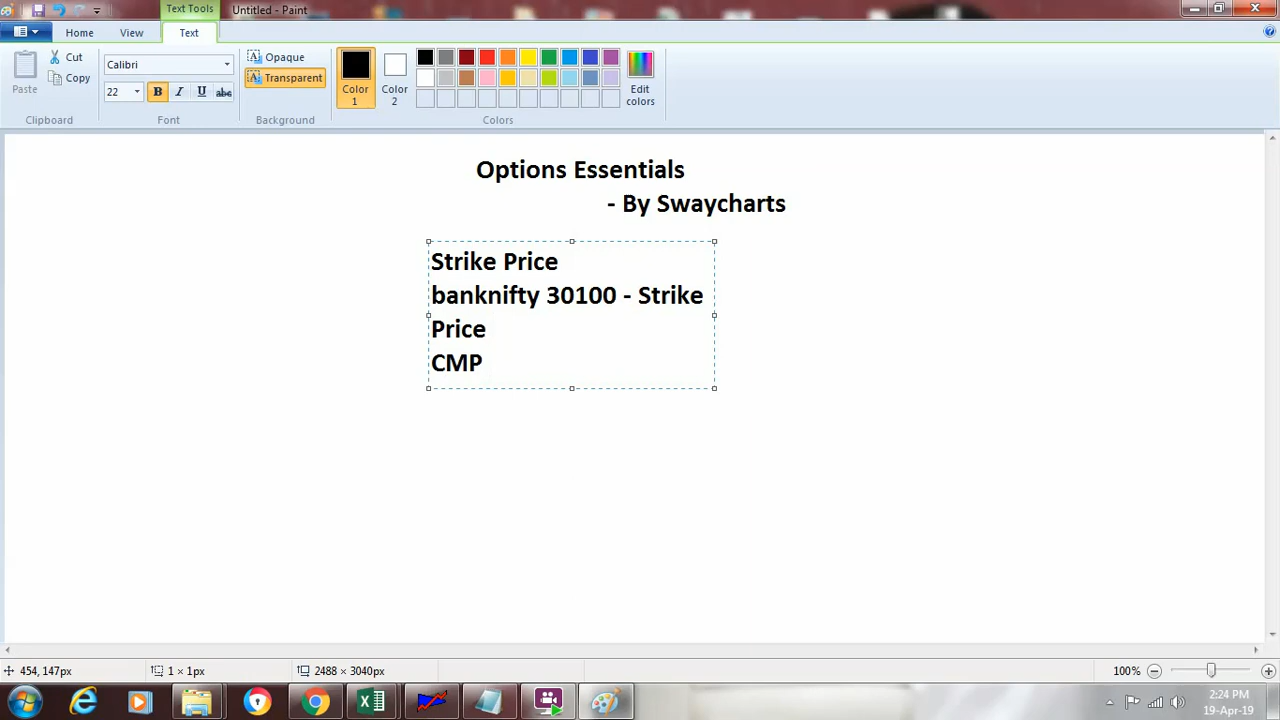 Text Tools
Untitled - Paint
Home
View
Text
Paste
Cut
Copy
Clipboard
Calibri
22
B I U abc
Font
Opaque
Transparent
Background
Color 1
Color 2
Edit colors
Colors
Options Essentials
- By Swaycharts
Strike Price
banknifty 30100 - Strike
Price
CMP
454, 147px
1 × 1px
2488 × 3040px
100%
2:24 PM
19-Apr-19